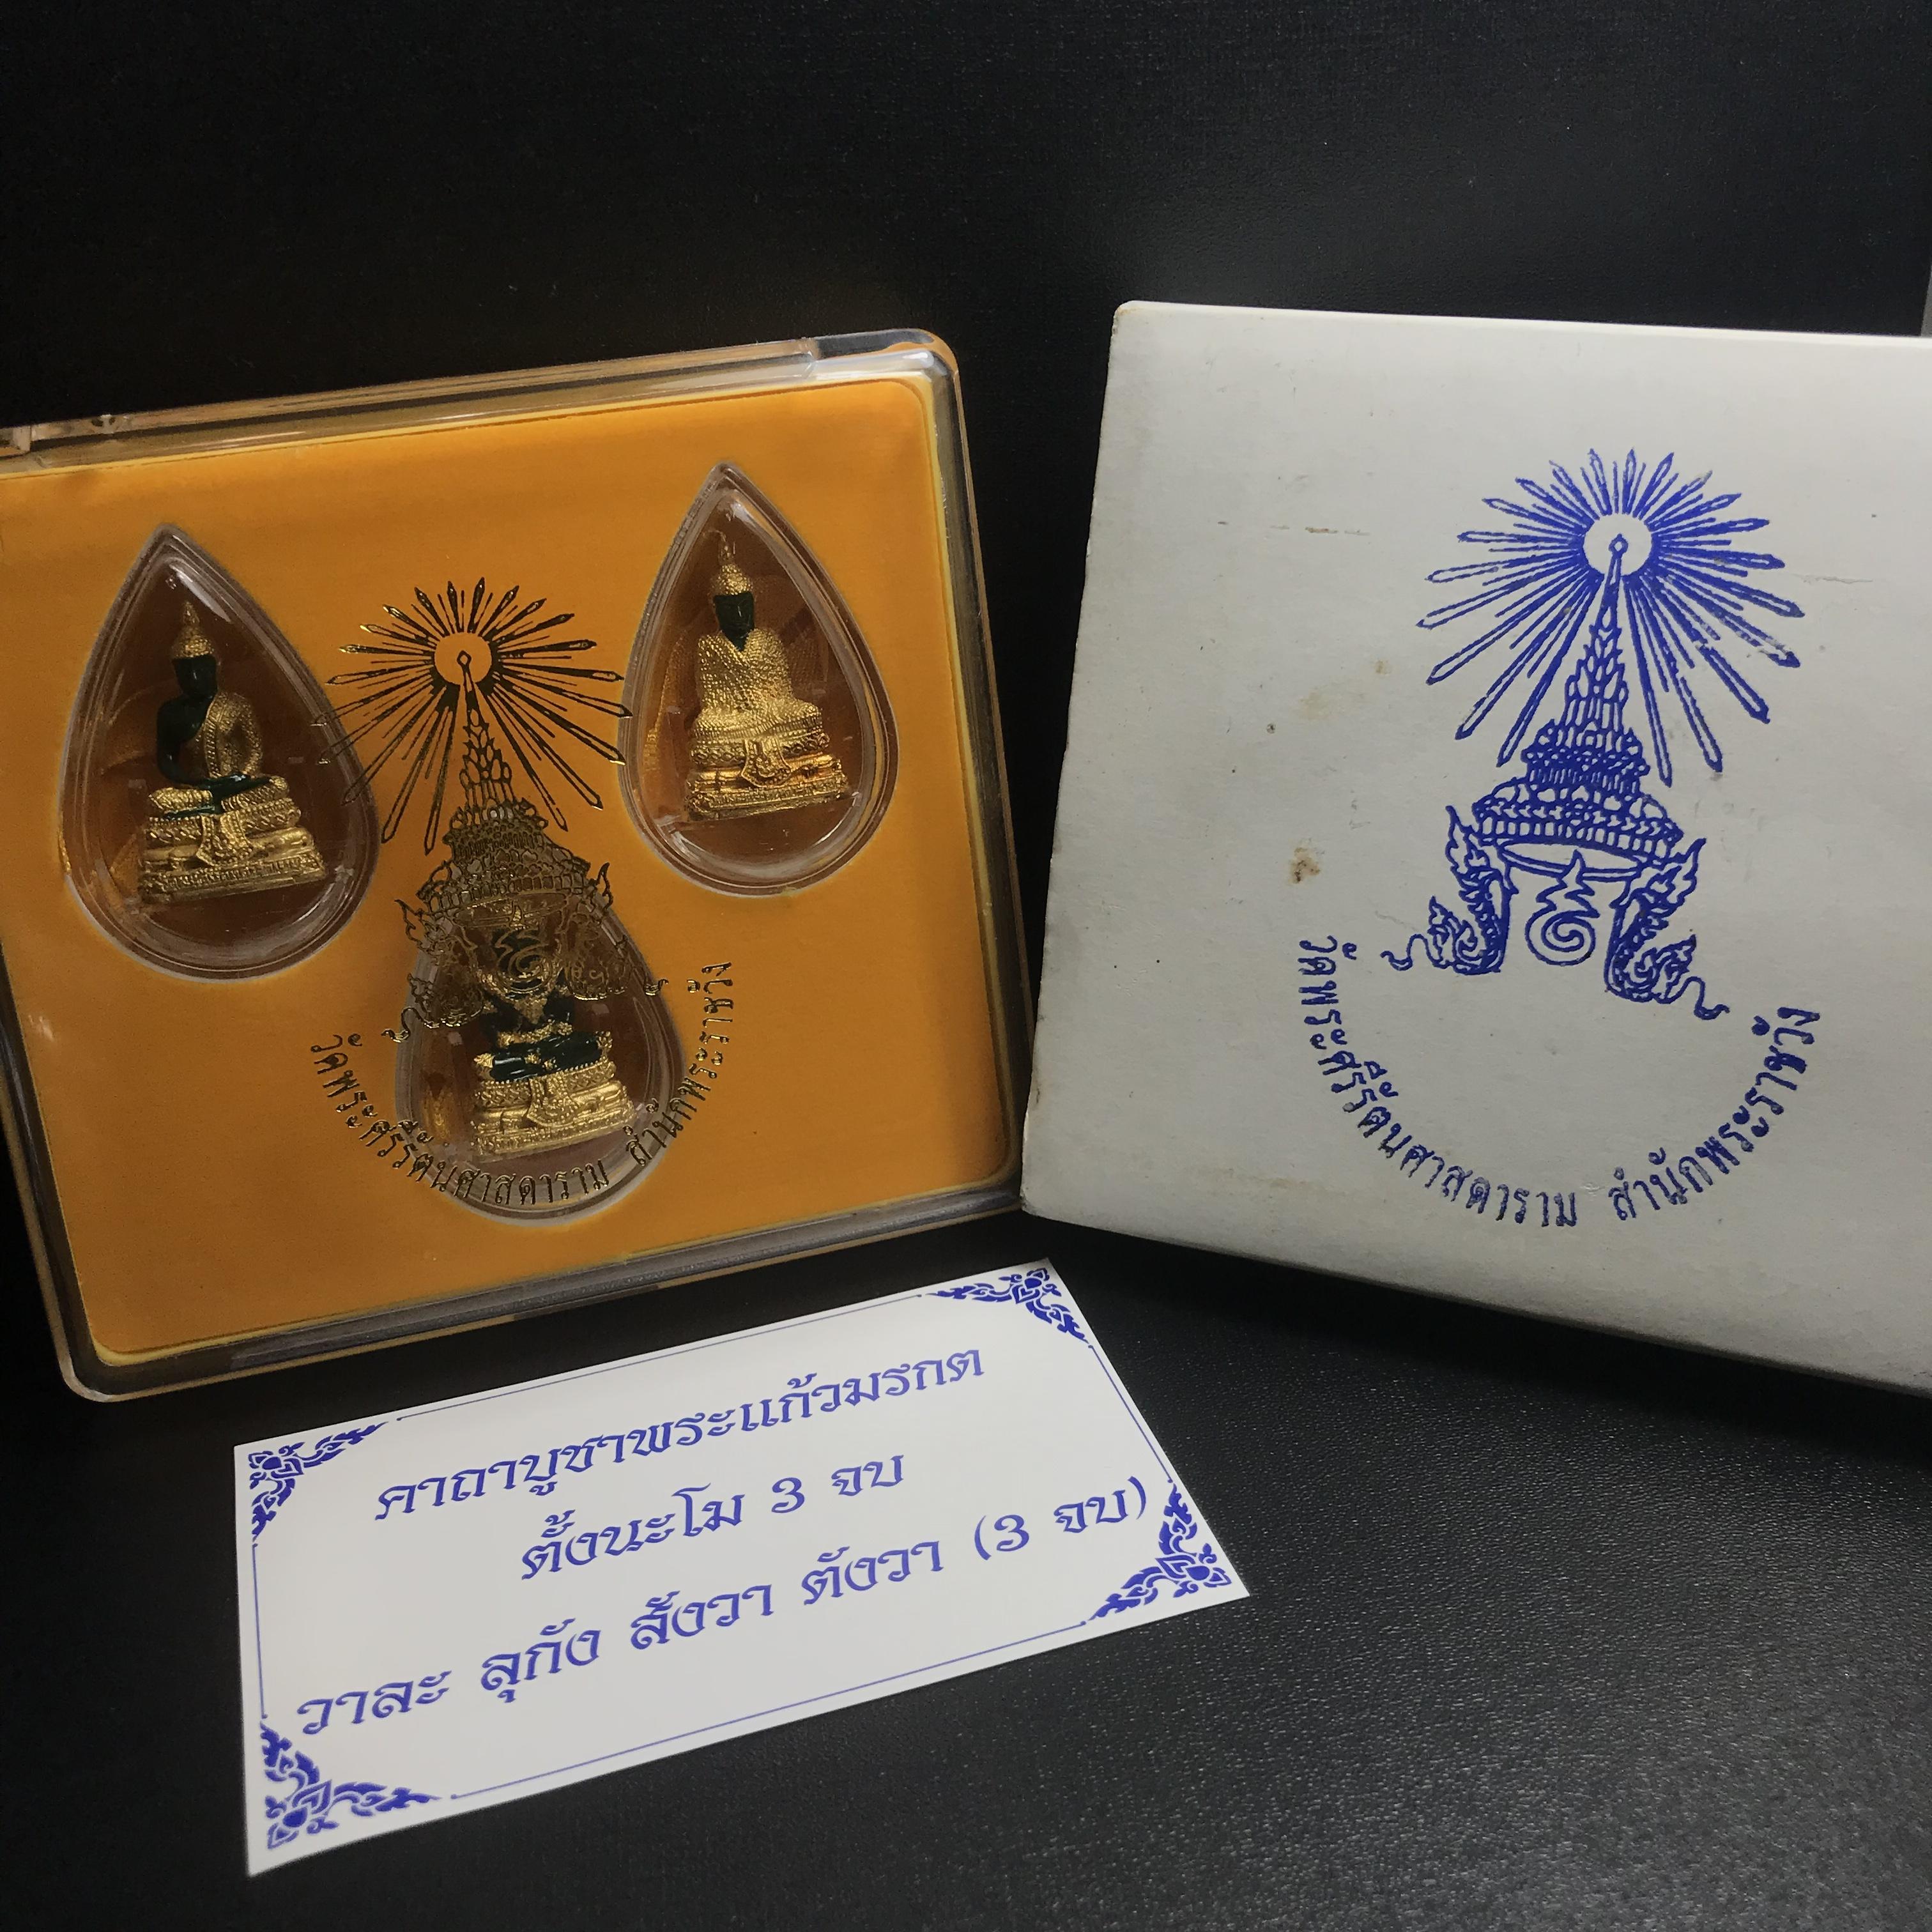 วัดพระศรีรัตนศาสดาราม สำนักพระราชวัง
วัดพระศรีรัตนศาสดาราม สำนักพระราชวัง
คาถาบูชาพระแก้วมรกต
ตั้งนะโม 3 จบ
วาละ ลุกัง สังวา ตังวา (3 จบ)